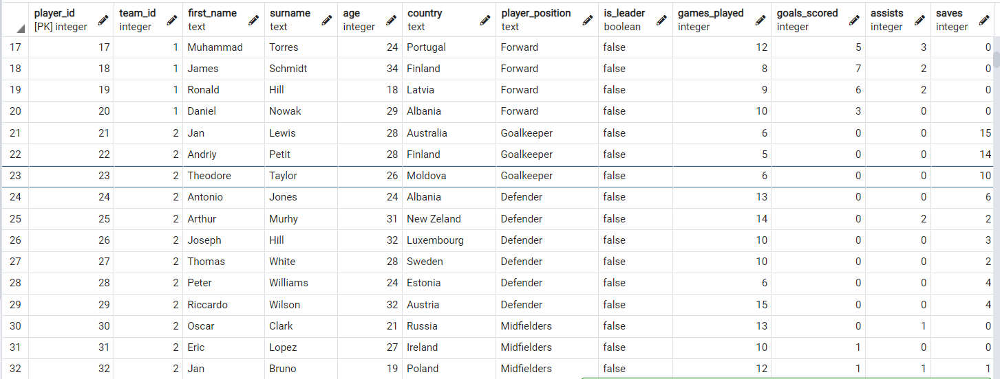 player_id team_id first_name surname age country player_position is_leader games_played goals_scored assists saves
[PK] integer integer text text integer text text boolean integer integer integer integer
17 17 1 Muhammad Torres 24 Portugal Forward false 12 5 3 0
18 18 1 James Schmidt 34 Finland Forward false 8 7 2 0
19 19 1 Ronald Hill 18 Latvia Forward false 9 6 2 0
20 20 1 Daniel Nowak 29 Albania Forward false 10 3 0 0
21 21 2 Jan Lewis 28 Australia Goalkeeper false 6 0 0 15
22 22 2 Andriy Petit 28 Finland Goalkeeper false 5 0 0 14
23 23 2 Theodore Taylor 26 Moldova Goalkeeper false 6 0 0 10
24 24 2 Antonio Jones 24 Albania Defender false 13 0 0 6
25 25 2 Arthur Murhy 31 New Zeland Defender false 14 0 2 2
26 26 2 Joseph Hill 32 Luxembourg Defender false 10 0 0 3
27 27 2 Thomas White 28 Sweden Defender false 10 0 0 2
28 28 2 Peter Williams 24 Estonia Defender false 6 0 0 4
29 29 2 Riccardo Wilson 32 Austria Defender false 15 0 0 4
30 30 2 Oscar Clark 21 Russia Midfielders false 13 0 1 0
31 31 2 Eric Lopez 27 Ireland Midfielders false 10 1 0 0
32 32 2 Jan Bruno 19 Poland Midfielders false 12 1 1 1